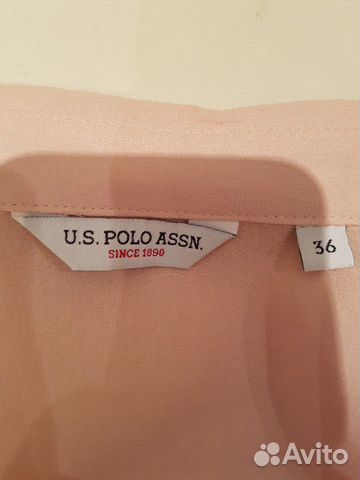 U.S. POLO ASSN.
SINCE 1890
36
Avito